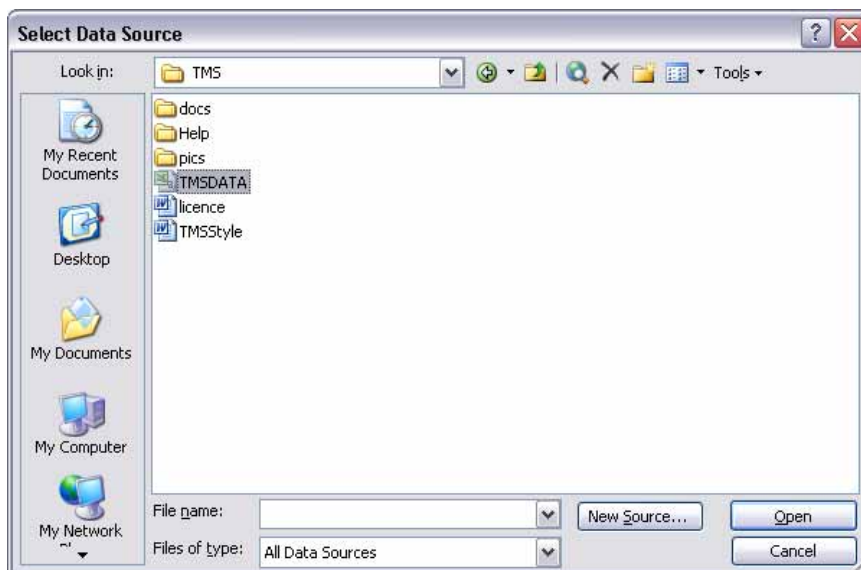 Select Data Source
Look in:
TMS
Tools
My Recent
Documents
Desktop
My Documents
My Computer
My Network
docs
Help
pics
TMSDATA
licence
TMSStyle
File name:
New Source...
Open
Files of type:
All Data Sources
Cancel